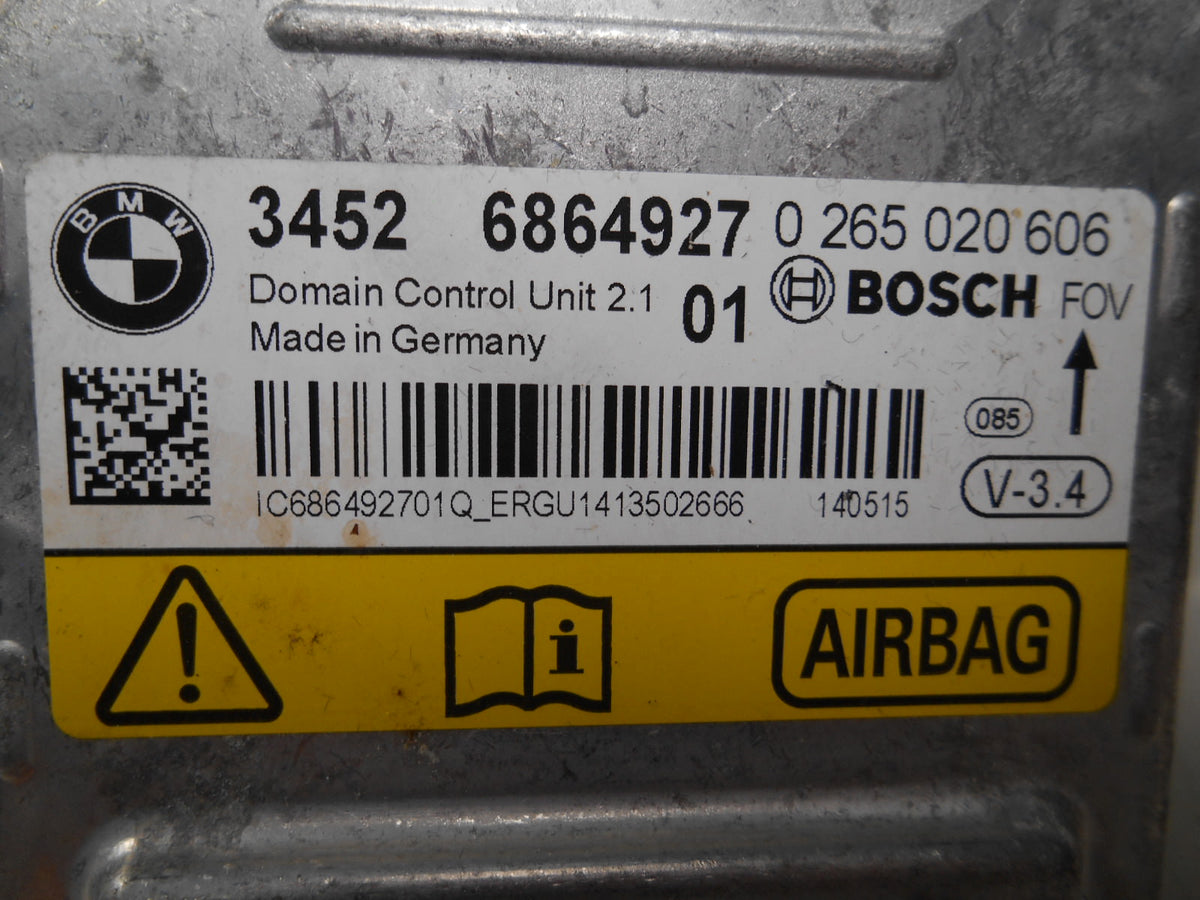 BMW
3452 6864927 0 265 020 606
Domain Control Unit 2.1 01 BOSCH FOV
Made in Germany
085
V-3.4
IC686492701Q_ERGU1413502666 140515
i
AIRBAG